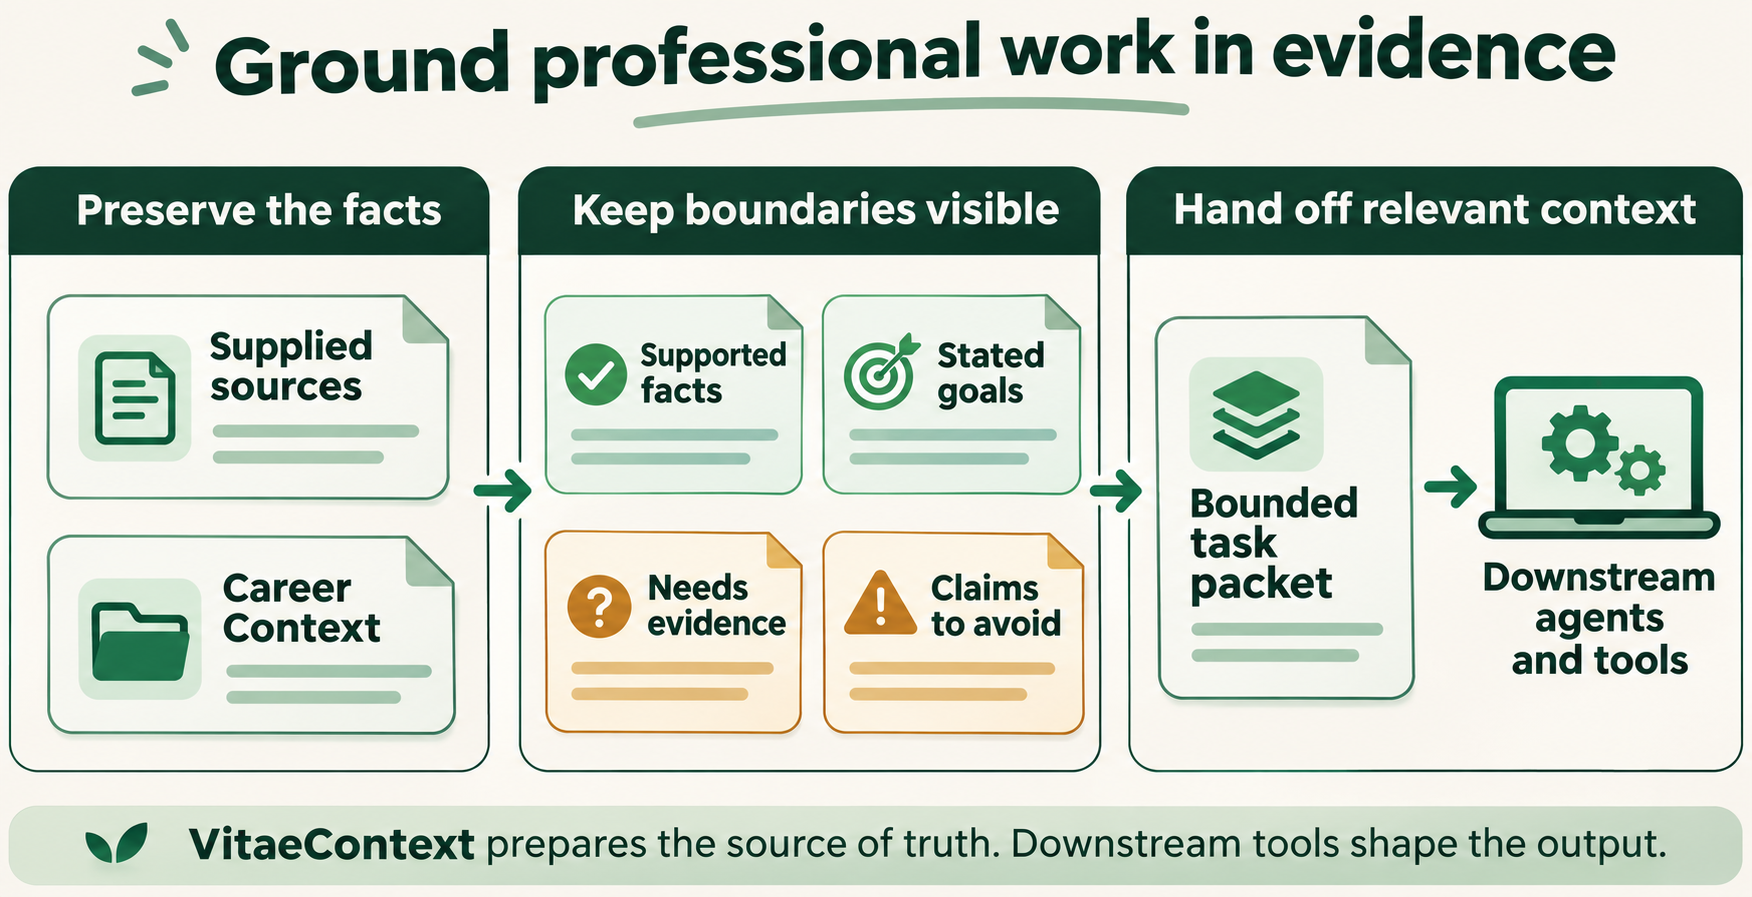 Ground professional work in evidence
Preserve the facts
Supplied
sources
Career
Context
Keep boundaries visible
Supported
facts
Stated
goals
Needs
evidence
Claims
to avoid
Hand off relevant context
Bounded
task
packet
Downstream
agents
and tools
VitaeContext prepares the source of truth. Downstream tools shape the output.